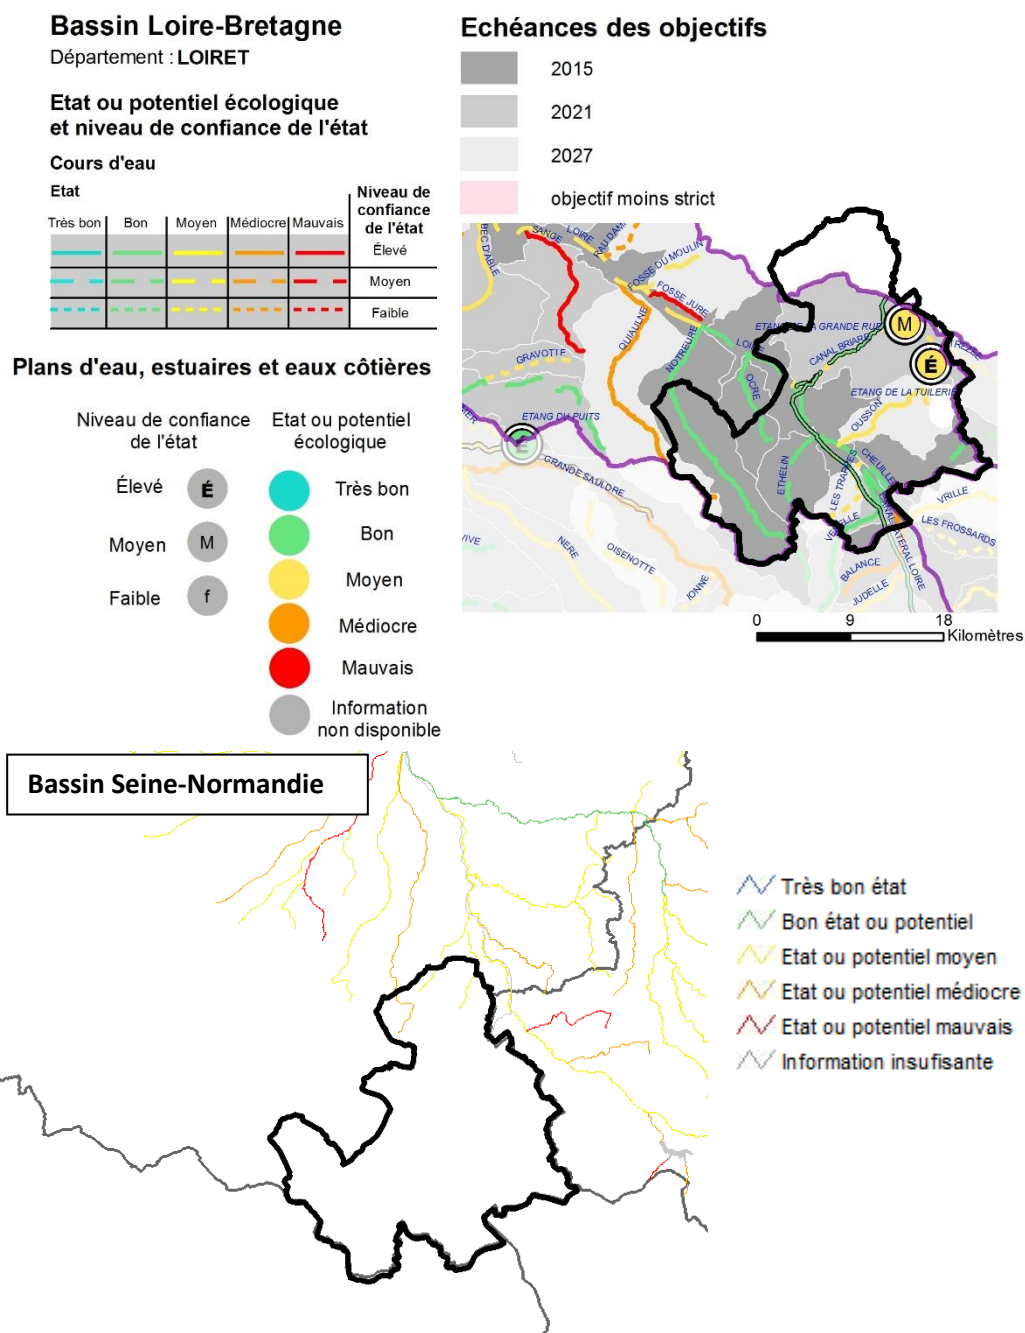 Bassin Loire-Bretagne
Département : LOIRET
Etat ou potentiel écologique
et niveau de confiance de l'état
Cours d'eau
Etat
Niveau de
confiance
de l'état
Très bon
Bon
Moyen
Médiocre
Mauvais
Élevé
Moyen
Faible
Plans d'eau, estuaires et eaux côtières
Niveau de confiance
de l'état
Élevé
É
Moyen
M
Faible
f
Etat ou potentiel
écologique
Très bon
Bon
Moyen
Médiocre
Mauvais
Information
non disponible
Echéances des objectifs
2015
2021
2027
objectif moins strict
BEC D'ABLE
SANGE
LOIRE
FOSSE DU MOULIN
FOSSE JURE
QUIAULNE
NOTREURE
GRAVOTTE
ETANG DU PUITS
É
GRANDE SAULDRE
NERE
OISENOTTE
IONNE
OCRE
CANAL BRIARE
M
É
ETANG DE LA TUILERIE
OUSSON
ETHELIN
LES TRAPPES
CHEUILLE
VRILLE
LES FROSSARDS
BALANCE
JUDELLE
0
9
18
Kilomètres
Bassin Seine-Normandie
Très bon état
Bon état ou potentiel
Etat ou potentiel moyen
Etat ou potentiel médiocre
Etat ou potentiel mauvais
Information insufisante